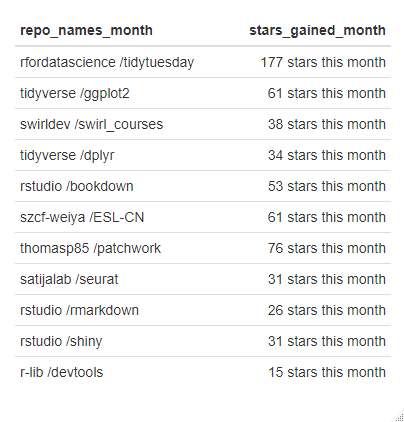 repo_names_month stars_gained_month
rfordatascience /tidytuesday 177 stars this month
tidyverse /ggplot2 61 stars this month
swirldev /swirl_courses 38 stars this month
tidyverse /dplyr 34 stars this month
rstudio /bookdown 53 stars this month
szcf-weiya /ESL-CN 61 stars this month
thomasp85 /patchwork 76 stars this month
satijalab /seurat 31 stars this month
rstudio /rmarkdown 26 stars this month
rstudio /shiny 31 stars this month
r-lib /devtools 15 stars this month